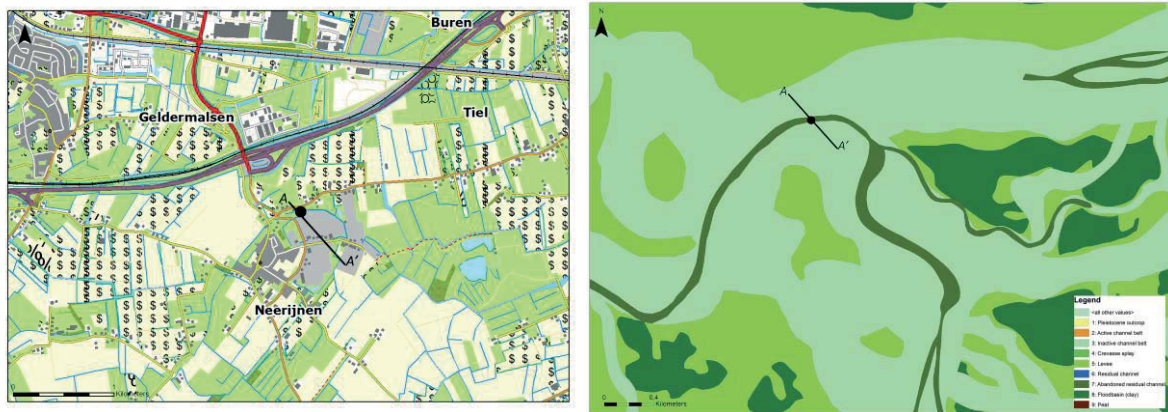 Buren
Geldermalsen
Tiel
A
A'
Neerijnen
0 1
Kilometers
N
A
A'
Legend
<all other values>
1: Pleistocene outcrop
2: Active channel belt
3: Inactive channel belt
4: Crevasse splay
5: Levee
6: Residual channel
7: Abandoned residual channel
8: Floodbasin (clay)
9: Peat
0 0.4
Kilometers